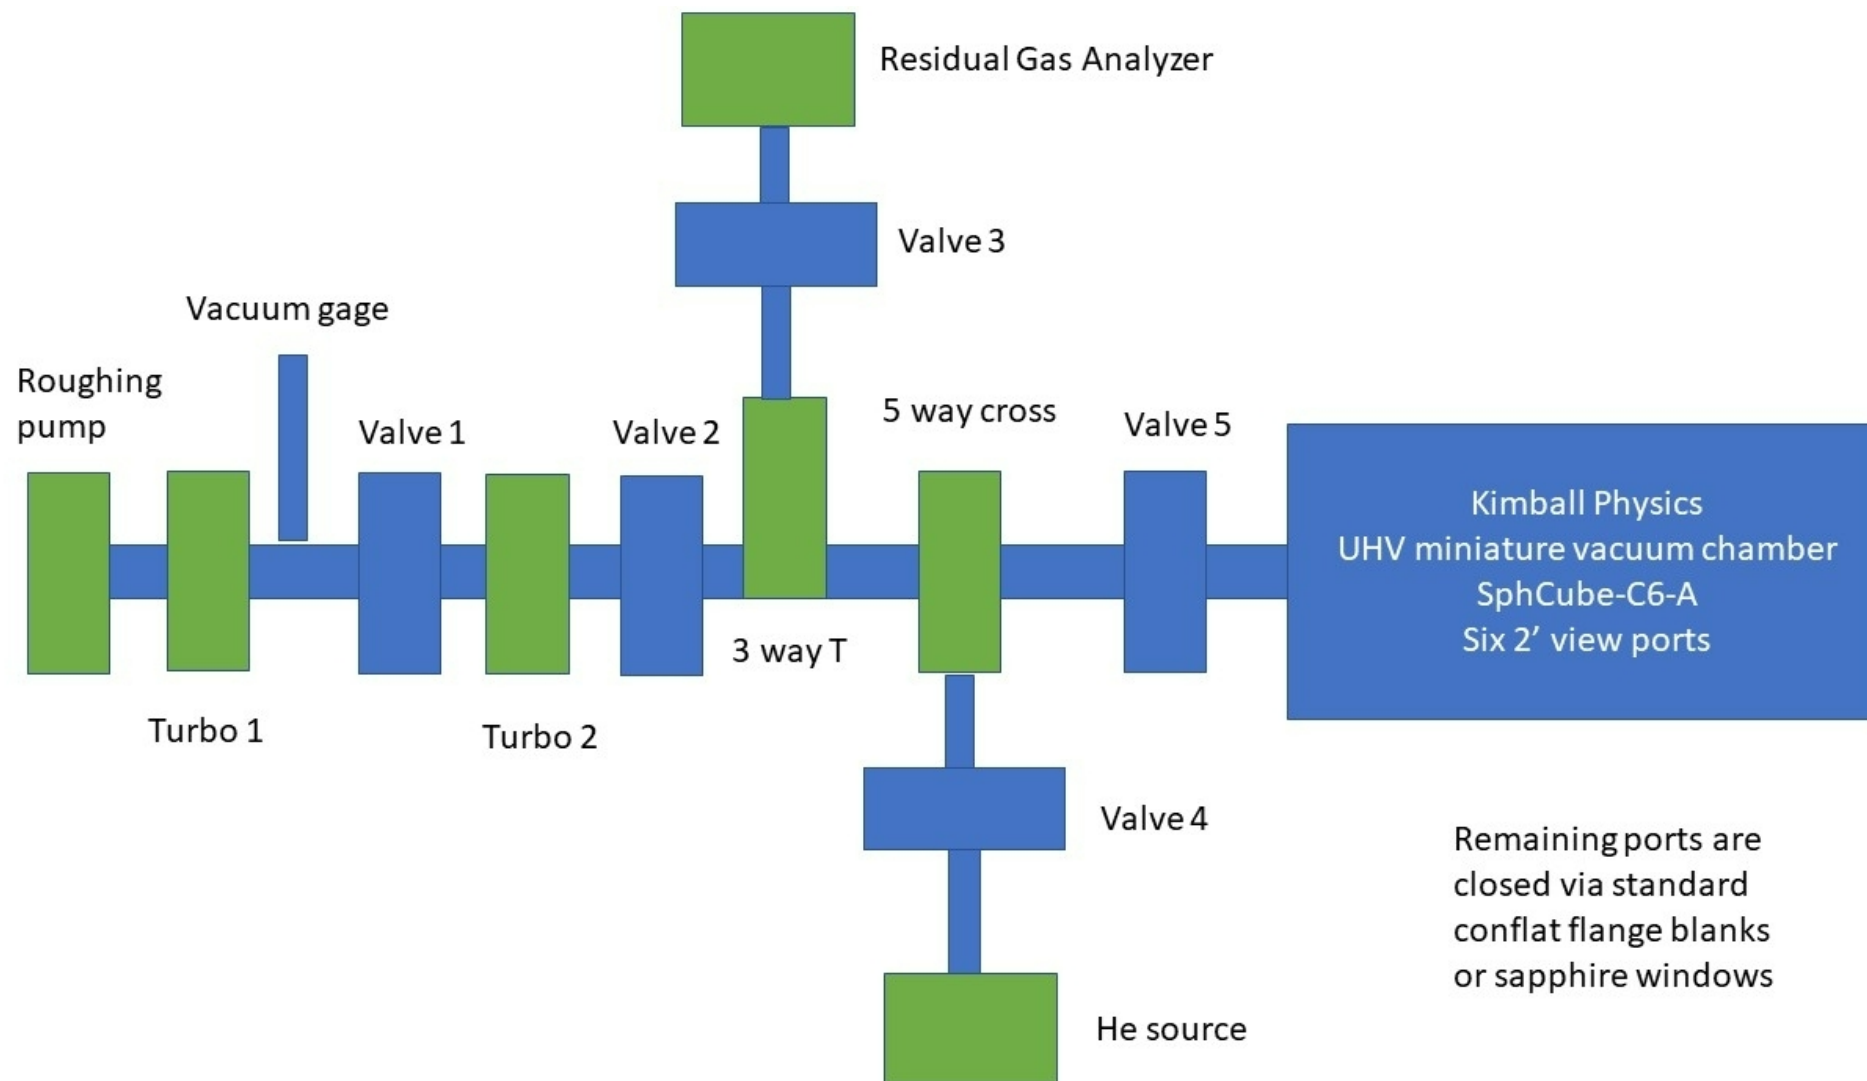 Residual Gas Analyzer
Valve 3
Vacuum gage
Roughing
pump
Valve 1
Valve 2
5 way cross
Valve 5
Kimball Physics
UHV miniature vacuum chamber
SphCube-C6-A
Six 2’ view ports
3 way T
Turbo 1
Turbo 2
Valve 4
Remaining ports are
closed via standard
conflat flange blanks
or sapphire windows
He source